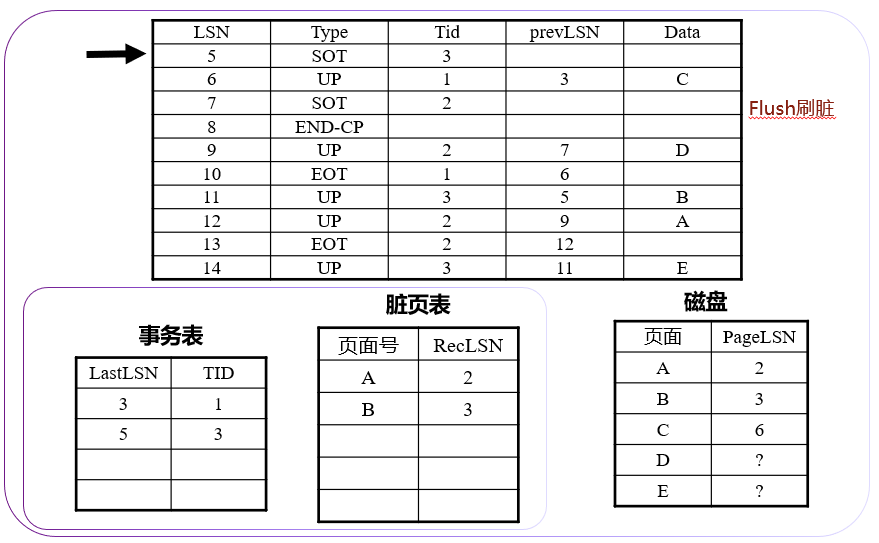 LSN Type Tid prevLSN Data
5 SOT 3
6 UP 1 3 C
7 SOT 2
8 END-CP
9 UP 2 7 D
10 EOT 1 6
11 UP 3 5 B
12 UP 2 9 A
13 EOT 2 12
14 UP 3 11 E
Flush刷脏
事务表
LastLSN TID
3 1
5 3
脏页表
页面号 RecLSN
A 2
B 3
磁盘
页面 PageLSN
A 2
B 3
C 6
D ?
E ?